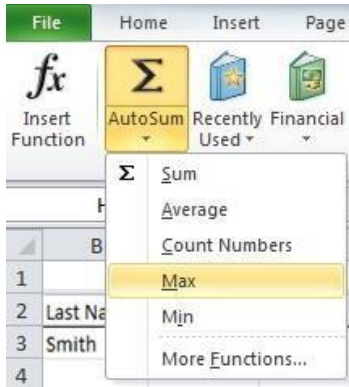 File Home Insert Page
fx Σ
Insert AutoSum Recently Financial
Function Used
Σ Sum
Average
B Count Numbers
1 Max
2 Last Na Min
3 Smith More Functions...
4